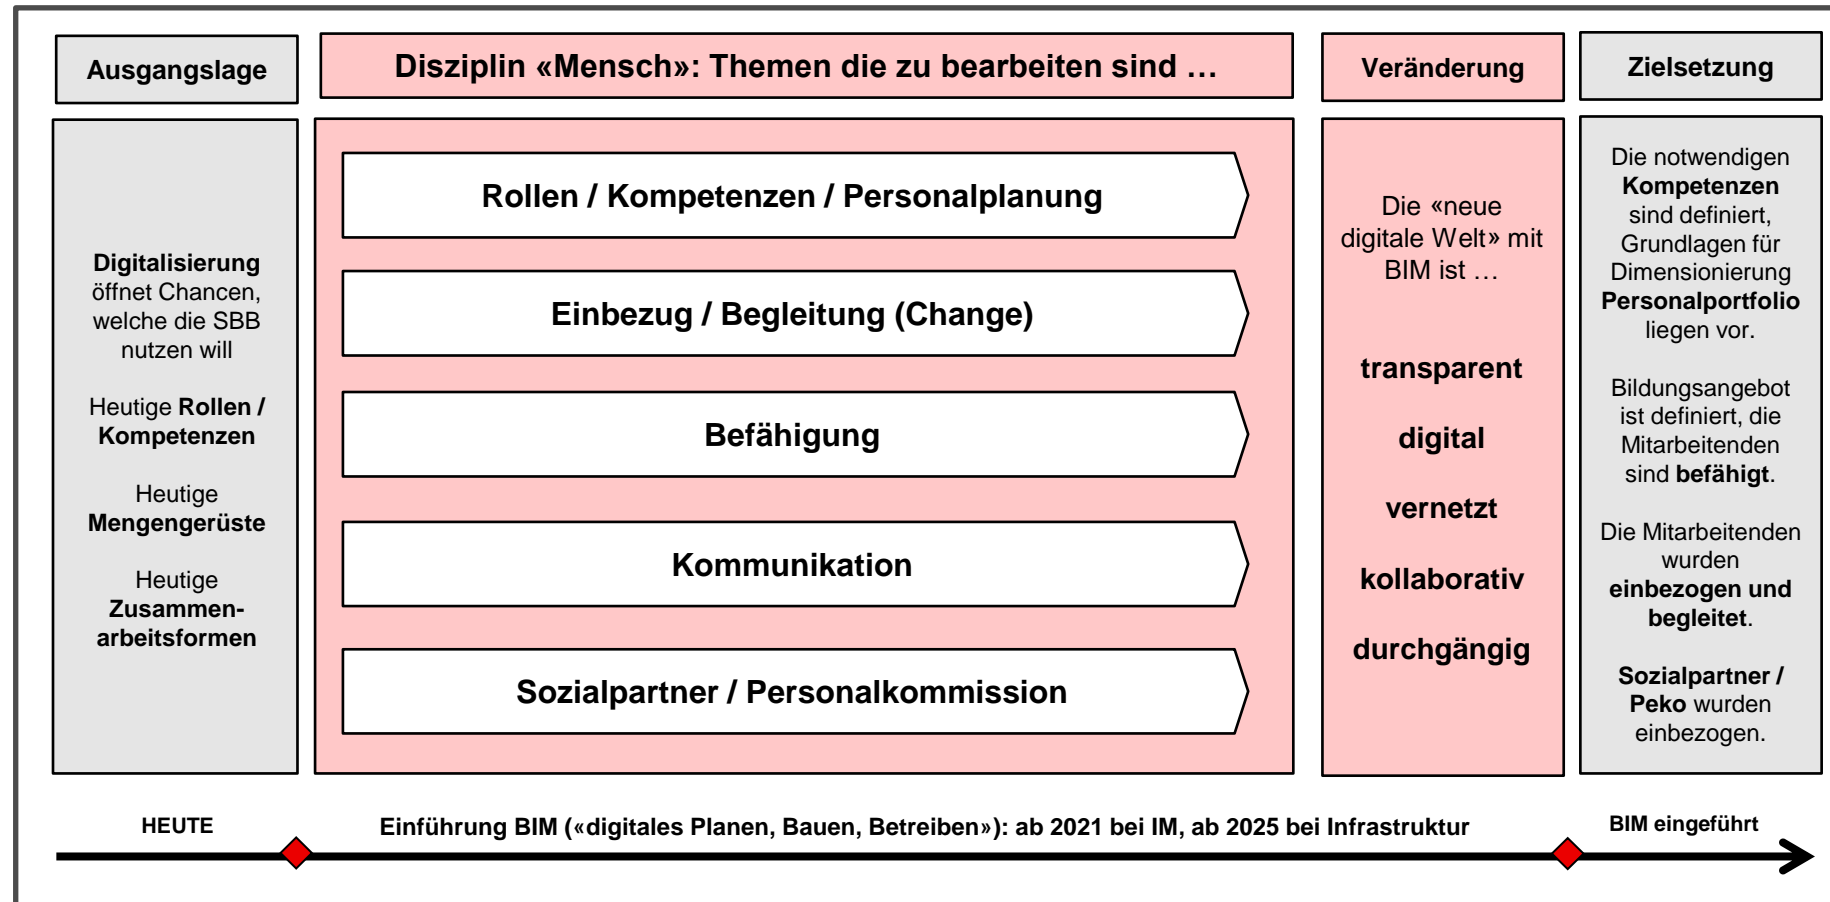 Ausgangslage
Disziplin «Mensch»: Themen die zu bearbeiten sind …
Veränderung
Zielsetzung
Digitalisierung
öffnet Chancen,
welche die SBB
nutzen will
Heutige Rollen /
Kompetenzen
Heutige
Mengengerüste
Heutige
Zusammen-
arbeitsformen
Rollen / Kompetenzen / Personalplanung
Einbezug / Begleitung (Change)
Befähigung
Kommunikation
Sozialpartner / Personalkommission
Die «neue
digitale Welt» mit
BIM ist …
transparent
digital
vernetzt
kollaborativ
durchgängig
Die notwendigen
Kompetenzen
sind definiert,
Grundlagen für
Dimensionierung
Personalportfolio
liegen vor.
Bildungsangebot
ist definiert, die
Mitarbeitenden
sind befähigt.
Die Mitarbeitenden
wurden
einbezogen und
begleitet.
Sozialpartner /
Peko wurden
einbezogen.
HEUTE
Einführung BIM («digitales Planen, Bauen, Betreiben»): ab 2021 bei IM, ab 2025 bei Infrastruktur
BIM eingeführt